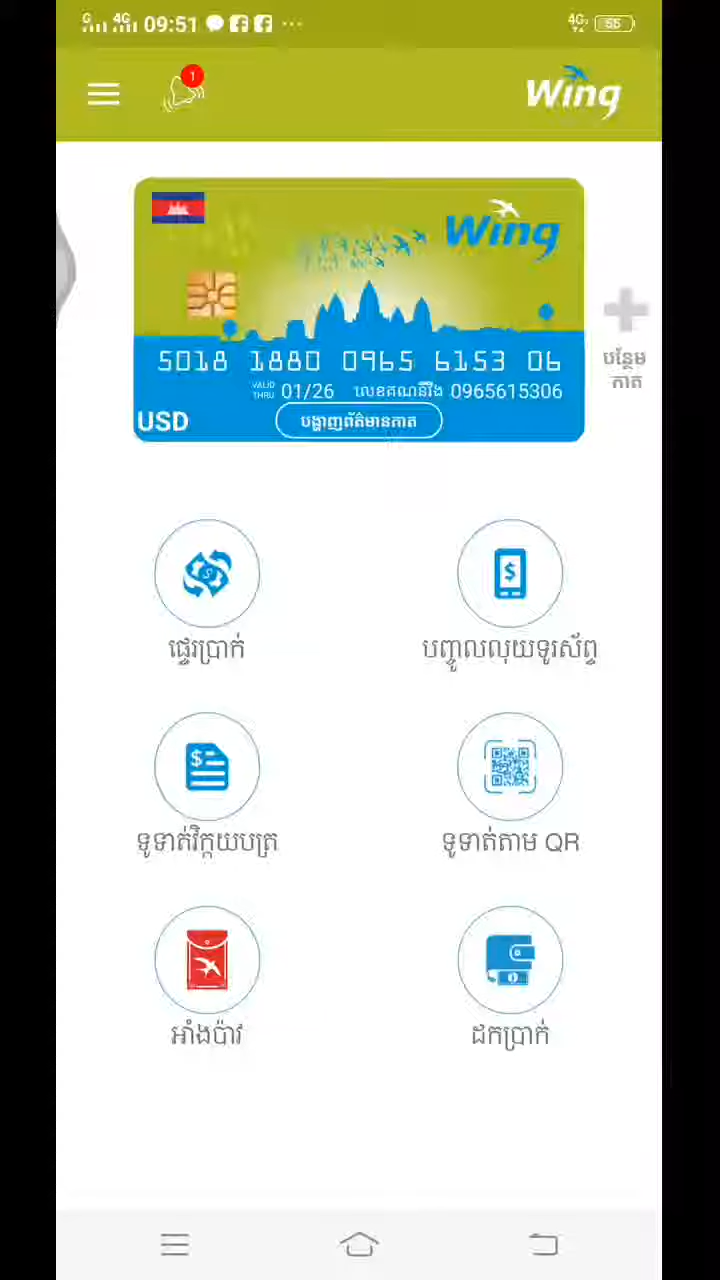 G 4G 09:51 ... 4G 55
1
Wing
Wing
5018 1880 0965 6153 06
បន្ថែម
កាត
VALID
THRU 01/26 លេខគណនីវីង 0965615306
USD បង្ហាញព័ត៌មានកាត
ផ្ទេរប្រាក់ បញ្ចូលលុយទូរស័ព្ទ
ទូទាត់វិក្កយបត្រ ទូទាត់តាម QR
អាំងប៉ាវ ដកប្រាក់